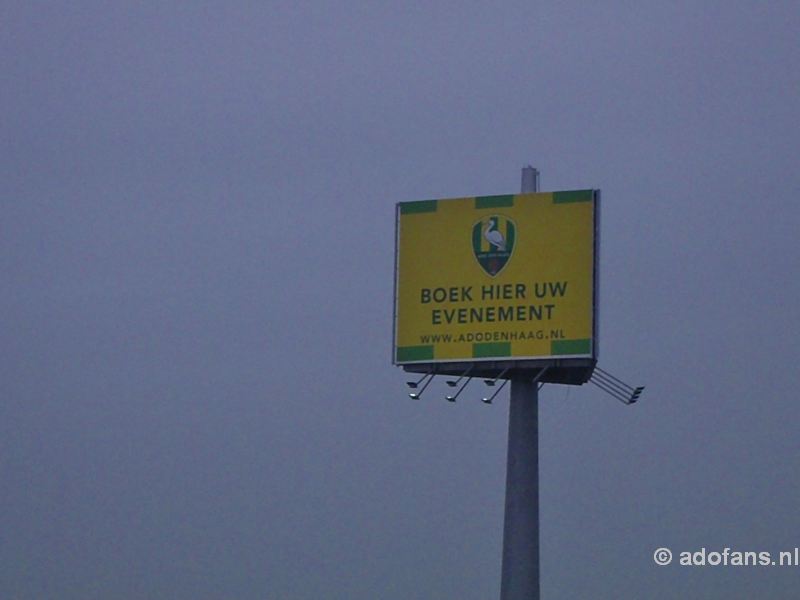 BOEK HIER UW
EVENEMENT
WWW.ADODENHAAG.NL
© adofans.nl